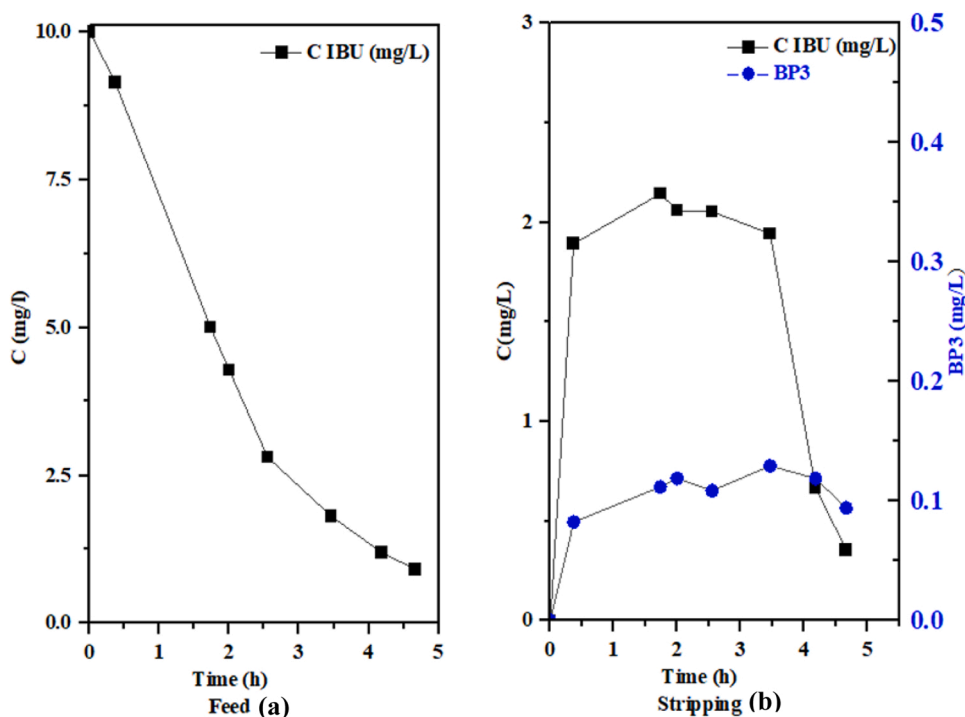 C IBU (mg/L)
10.0
7.5
5.0
2.5
0.0
C (mg/l)
0 1 2 3 4 5
Time (h)
Feed (a)
C IBU (mg/L)
BP3
3
2
1
0
C(mg/L)
0.5
0.4
0.3
0.2
0.1
0.0
BP3 (mg/L)
0 1 2 3 4 5
Time (h)
Stripping (b)